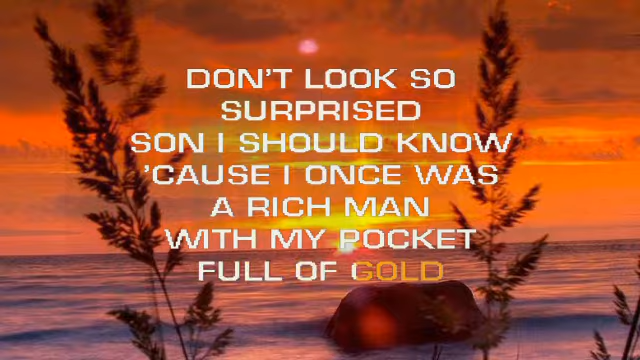 DON'T LOOK SO
SURPRISED
SON I SHOULD KNOW
'CAUSE I ONCE WAS
A RICH MAN
WITH MY POCKET
FULL OF GOLD